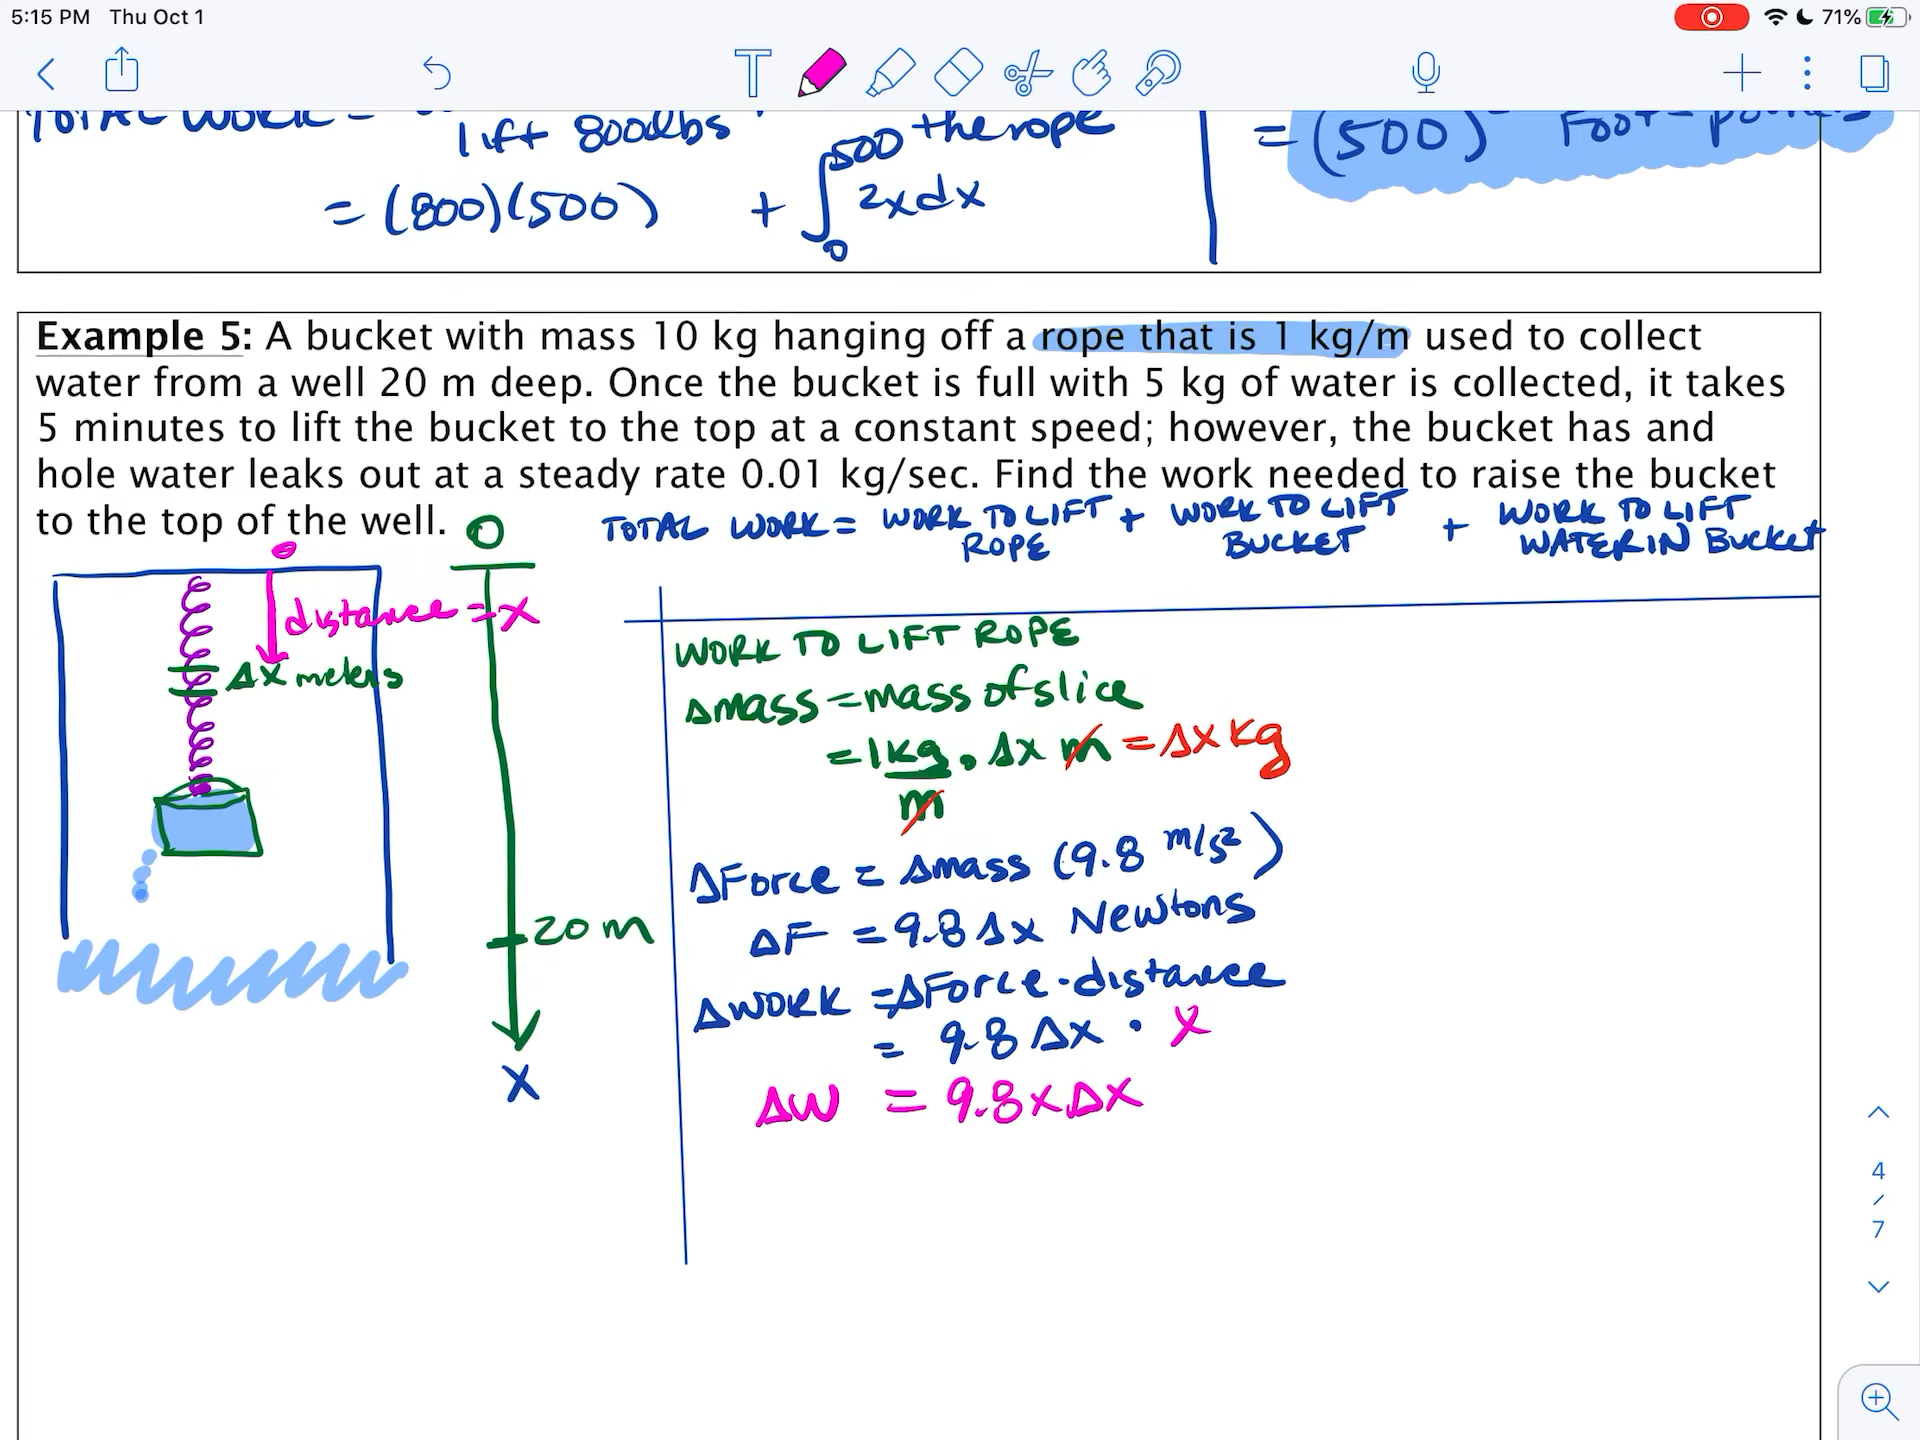 5:15 PM Thu Oct 1
71%
T
TOTAL WORK =
lift 800lbs
the rope
= (500) Foot-pounds
= (800)(500) + ∫₀⁵⁰⁰ 2x dx
Example 5: A bucket with mass 10 kg hanging off a rope that is 1 kg/m used to collect
water from a well 20 m deep. Once the bucket is full with 5 kg of water is collected, it takes
5 minutes to lift the bucket to the top at a constant speed; however, the bucket has and
hole water leaks out at a steady rate 0.01 kg/sec. Find the work needed to raise the bucket
to the top of the well.
TOTAL WORK = WORK TO LIFT ROPE + WORK TO LIFT BUCKET + WORK TO LIFT WATER IN BUCKET
0
distance = x
Δx meters
20 m
x
WORK TO LIFT ROPE
Δmass = mass of slice
= 1 kg/m · Δx m = Δx kg
ΔForce = Δmass (9.8 m/s²)
ΔF = 9.8 Δx Newtons
ΔWORK = ΔForce · distance
= 9.8 Δx · x
ΔW = 9.8xΔx
4
/
7